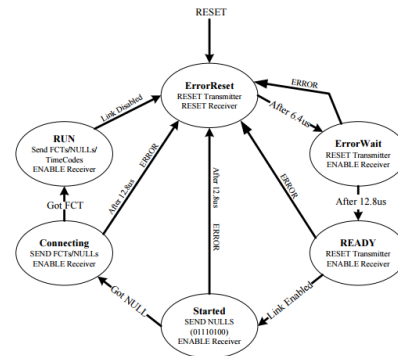 RESET
ErrorReset
RESET Transmitter
RESET Receiver
ERROR
After 6.4us
Link Disabled
RUN
Send FCTs/NULLs/
TimeCodes
ENABLE Receiver
ErrorWait
RESET Transmitter
ENABLE Receiver
ERROR
After 12.8us
After 12.8us
ERROR
ERROR
After 12.8us
Got FCT
Connecting
SEND FCTs/NULLs
ENABLE Receiver
READY
RESET Transmitter
ENABLE Receiver
Got NULL
Link Enabled
Started
SEND NULLS
(01110100)
ENABLE Receiver